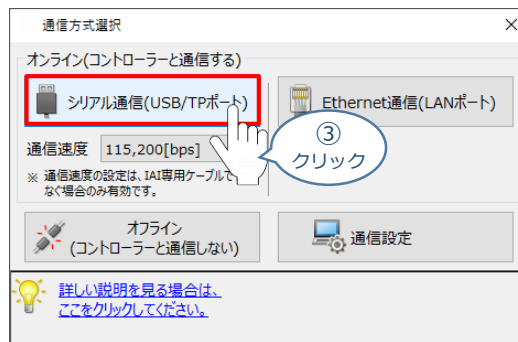 通信方式選択
オンライン(コントローラーと通信する)
シリアル通信(USB/TPポート)
Ethernet通信(LANポート)
通信速度 115,200[bps]
③
クリック
※ 通信速度の設定は、IAI専用ケーブルで
なぐ場合のみ有効です。
オフライン
(コントローラーと通信しない)
通信設定
詳しい説明を見る場合は、
ここをクリックしてください。